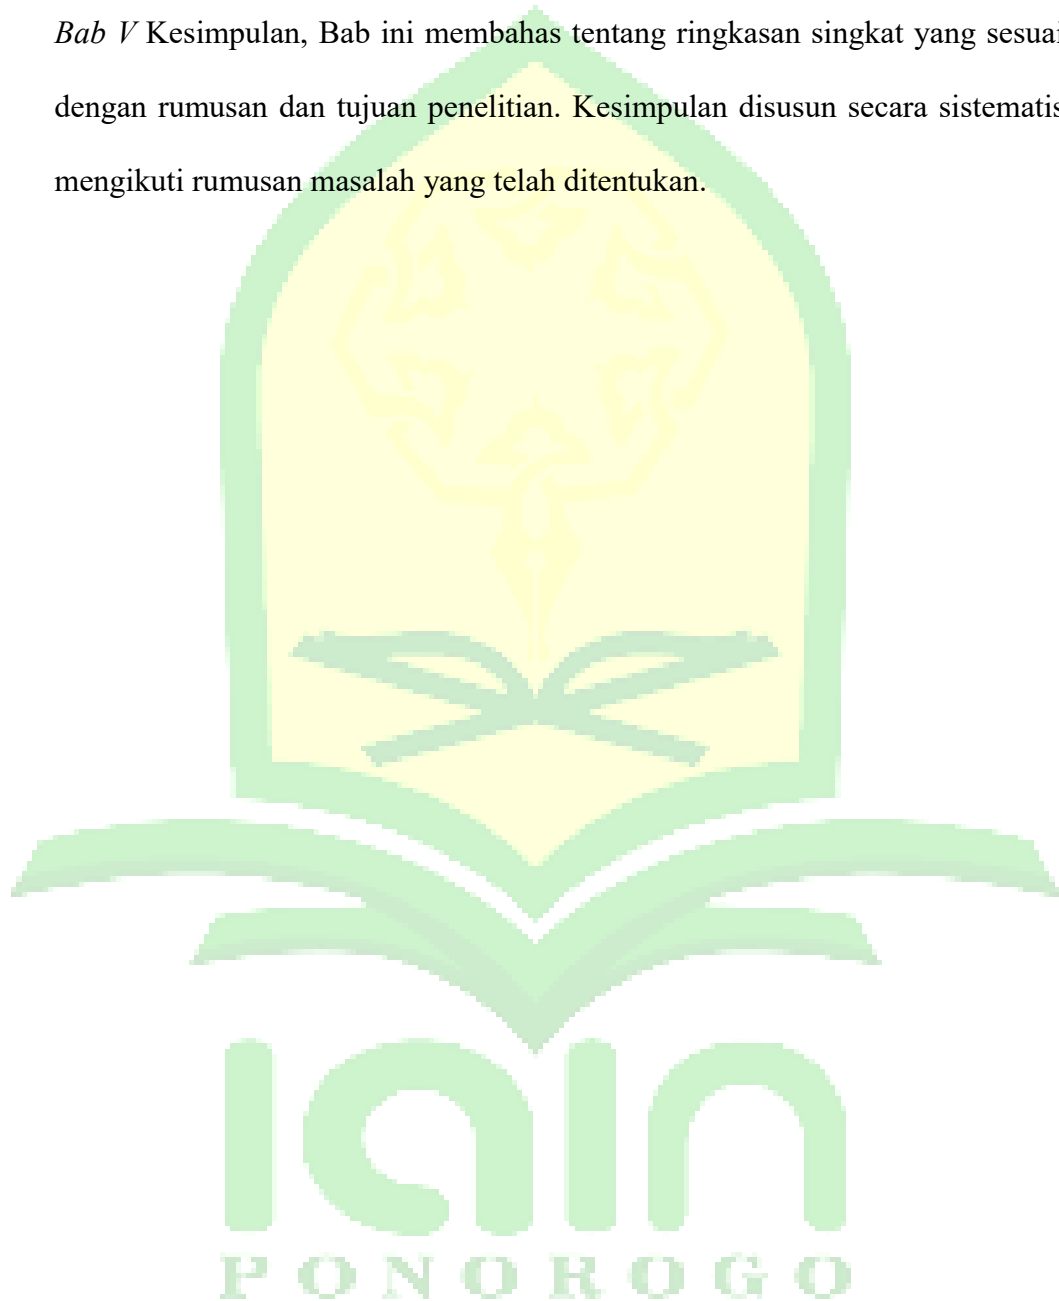 Bab V Kesimpulan, Bab ini membahas tentang ringkasan singkat yang sesuai
dengan rumusan dan tujuan penelitian. Kesimpulan disusun secara sistematis
mengikuti rumusan masalah yang telah ditentukan.
iain
PONOROGO